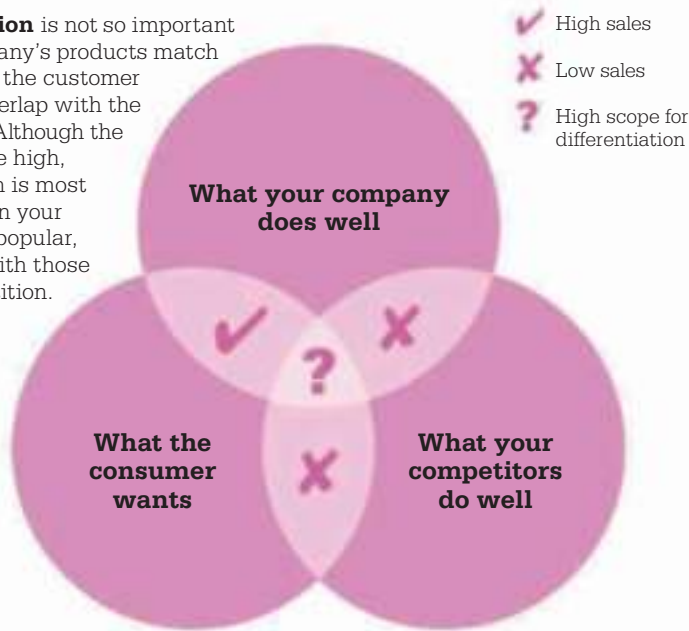 ion is not so important
any's products match
the customer
erlap with the
Although the
e high,
n is most
n your
popular,
vith those
ition.
High sales
Low sales
High scope for
differentiation
What your company
does well
What the
consumer
wants
What your
competitors
do well